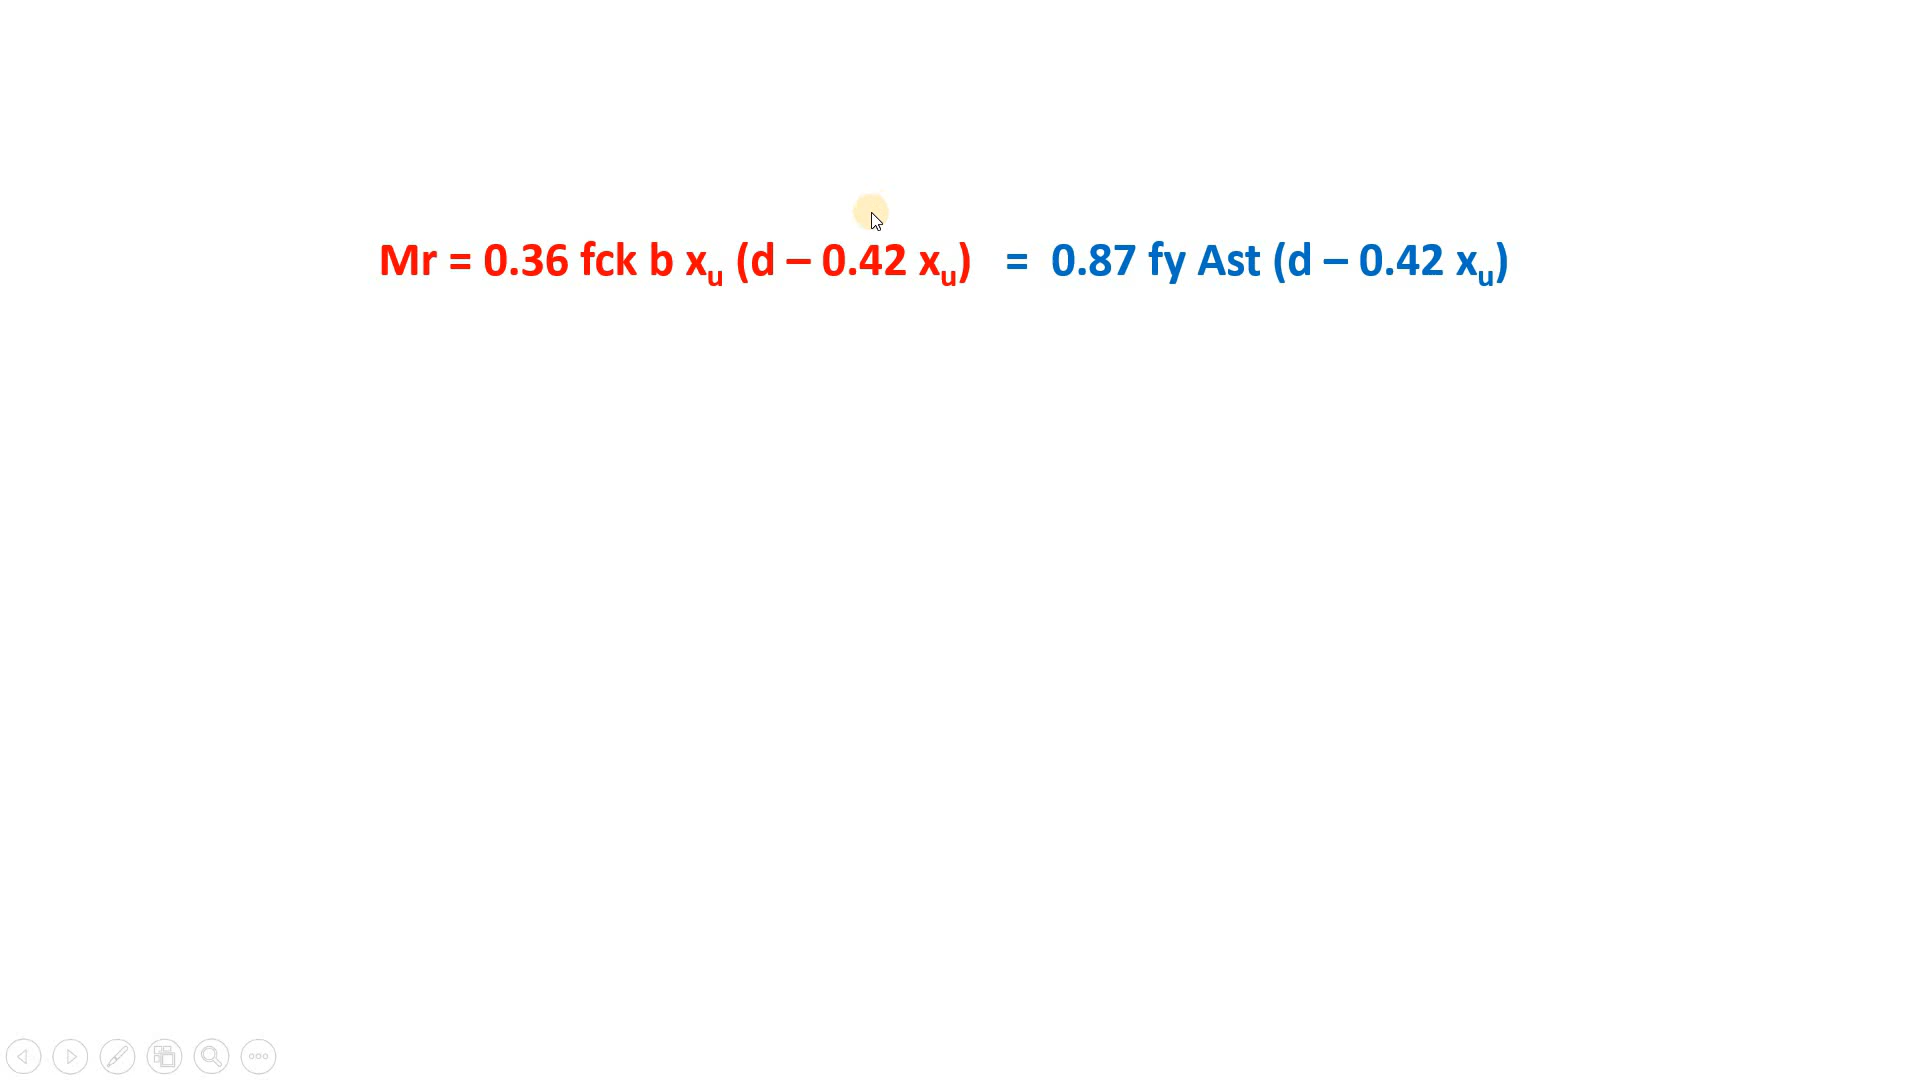 Mr = 0.36 fck b xᵤ (d – 0.42 xᵤ) = 0.87 fy Ast (d – 0.42 xᵤ)